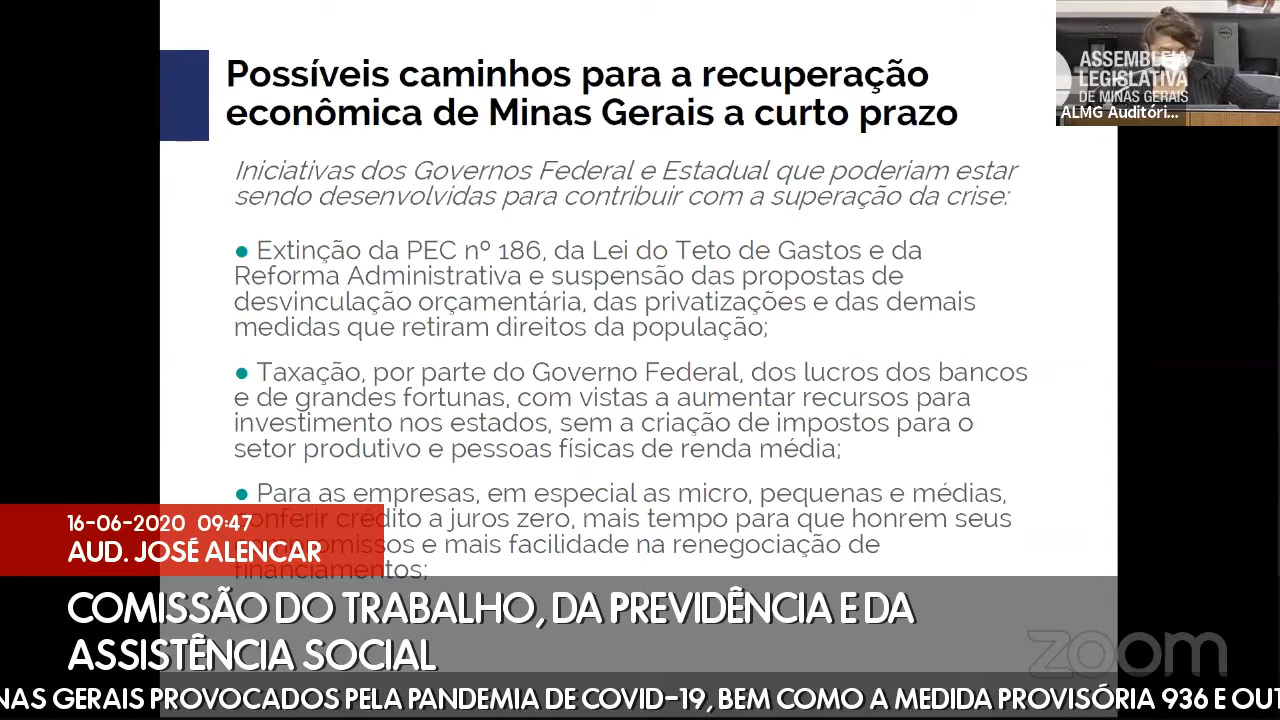 Possíveis caminhos para a recuperação
econômica de Minas Gerais a curto prazo
ASSEMBLEIA
LEGISLATIVA
DE MINAS GERAIS
ALMG Auditóri...
DELL
Iniciativas dos Governos Federal e Estadual que poderiam estar
sendo desenvolvidas para contribuir com a superação da crise:
● Extinção da PEC nº 186, da Lei do Teto de Gastos e da
Reforma Administrativa e suspensão das propostas de
desvinculação orçamentária, das privatizações e das demais
medidas que retiram direitos da população;
● Taxação, por parte do Governo Federal, dos lucros dos bancos
e de grandes fortunas, com vistas a aumentar recursos para
investimento nos estados, sem a criação de impostos para o
setor produtivo e pessoas físicas de renda média;
● Para as empresas, em especial as micro, pequenas e médias,
conferir crédito a juros zero, mais tempo para que honrem seus
compromissos e mais facilidade na renegociação de
financiamentos;
16-06-2020 09:47
AUD. JOSÉ ALENCAR
COMISSÃO DO TRABALHO, DA PREVIDÊNCIA E DA
ASSISTÊNCIA SOCIAL
zoom
NAS GERAIS PROVOCADOS PELA PANDEMIA DE COVID-19, BEM COMO A MEDIDA PROVISÓRIA 936 E OUT